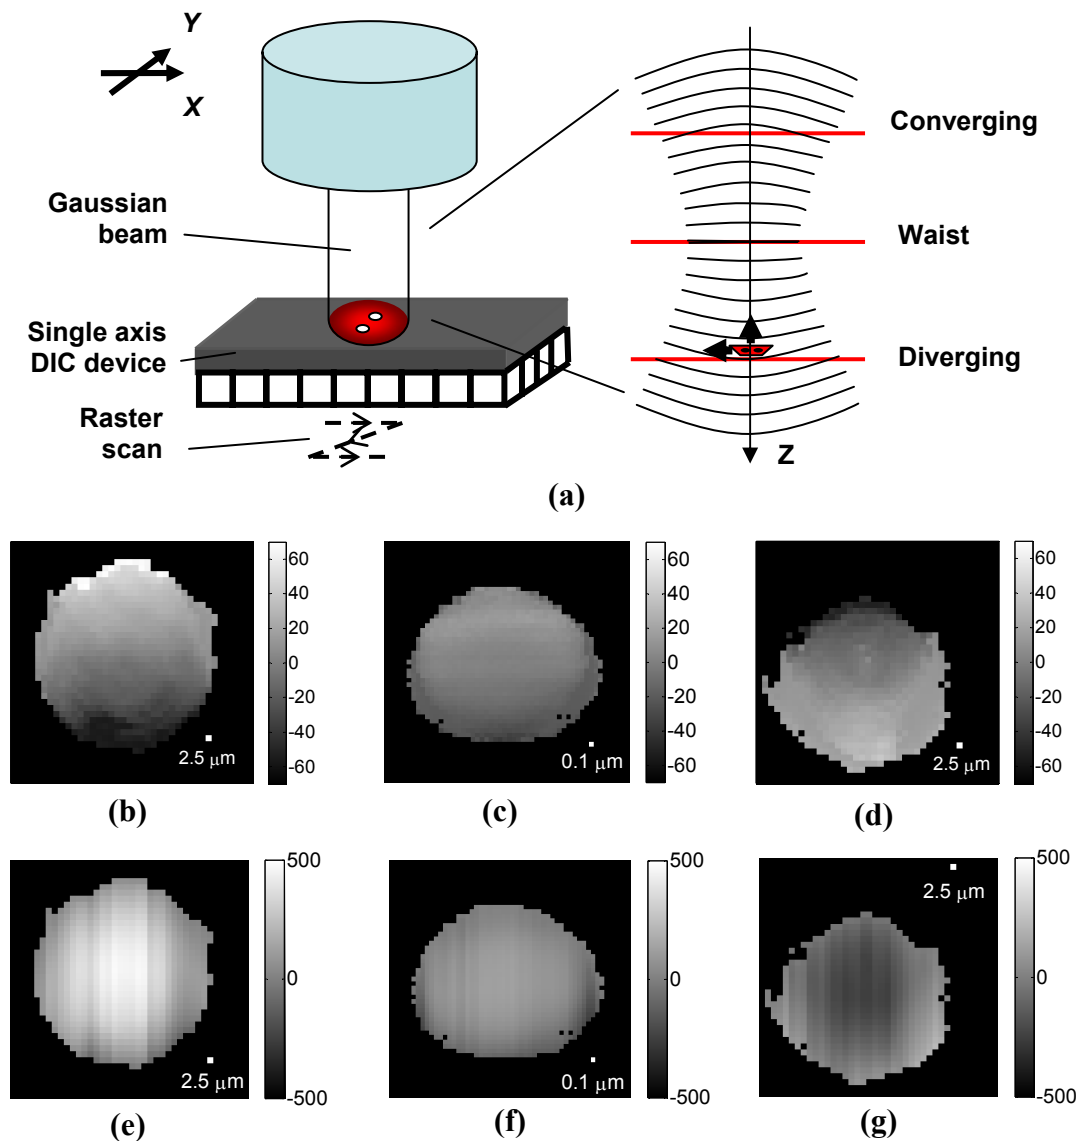 Y
X
Gaussian
beam
Single axis
DIC device
Raster
scan
Converging
Waist
Diverging
Z
(a)
60
40
20
0
-20
-40
-60
2.5 μm
(b)
60
40
20
0
-20
-40
-60
0.1 μm
(c)
60
40
20
0
-20
-40
-60
2.5 μm
(d)
500
0
-500
2.5 μm
(e)
500
0
-500
0.1 μm
(f)
500
0
-500
2.5 μm
(g)